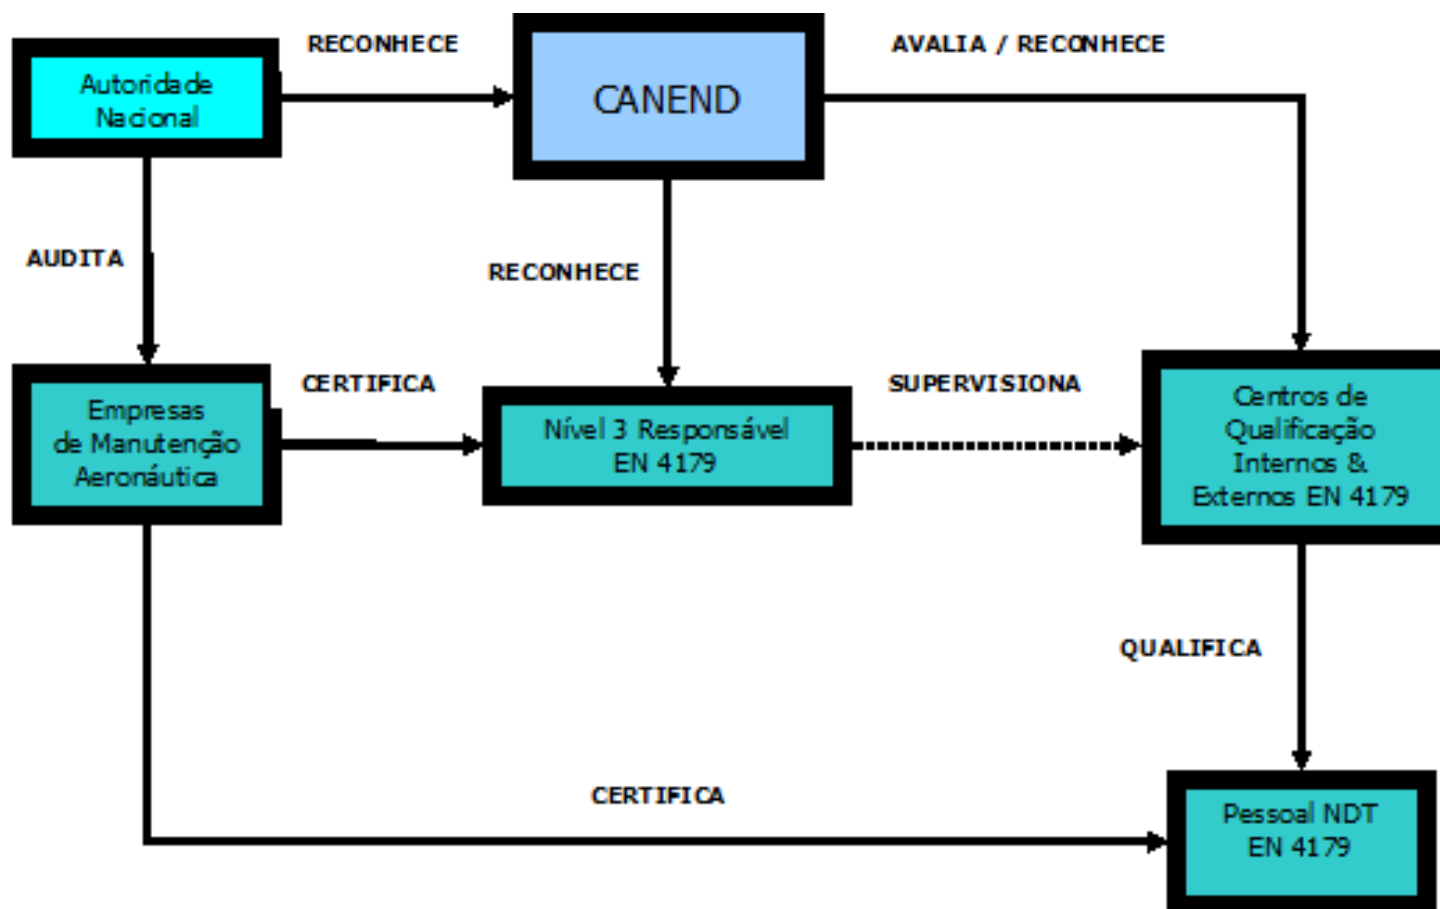 RECONHECE
AVALIA / RECONHECE
Autoridade
Nacional
CANEND
AUDITA
RECONHECE
Empresas
de Manutenção
Aeronáutica
CERTIFICA
Nível 3 Responsável
EN 4179
SUPERVISIONA
Centros de
Qualificação
Internos &
Externos EN 4179
QUALIFICA
CERTIFICA
Pessoal NDT
EN 4179